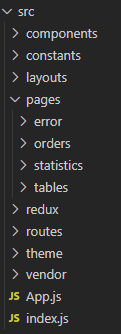 src
components
constants
layouts
pages
error
orders
statistics
tables
redux
routes
theme
vendor
JS App.js
JS index.js